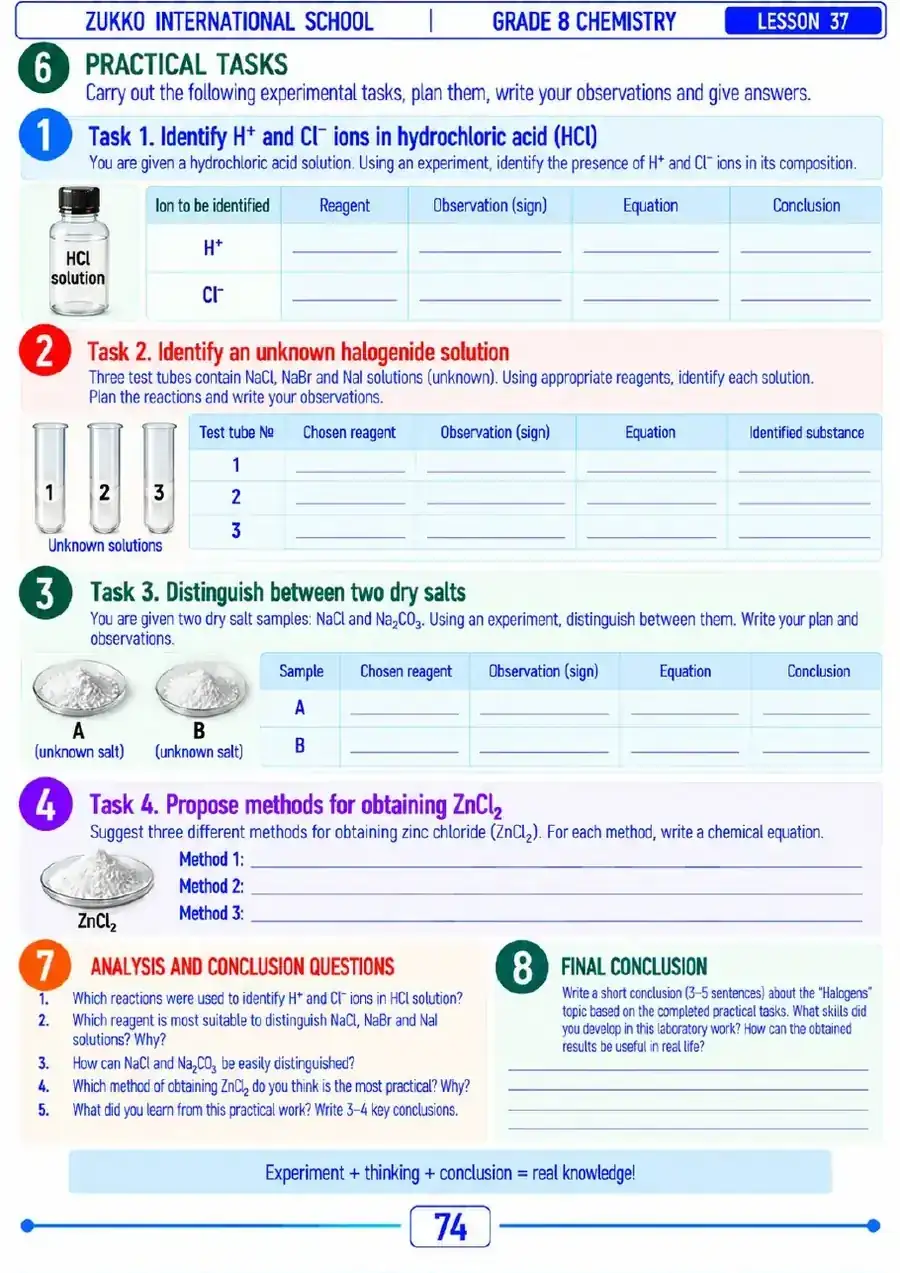 ZUKKO INTERNATIONAL SCHOOL | GRADE 8 CHEMISTRY LESSON 37
6 PRACTICAL TASKS
Carry out the following experimental tasks, plan them, write your observations and give answers.
1 Task 1. Identify H⁺ and Cl⁻ ions in hydrochloric acid (HCl)
You are given a hydrochloric acid solution. Using an experiment, identify the presence of H⁺ and Cl⁻ ions in its composition.
HCl
solution
Ion to be identified Reagent Observation (sign) Equation Conclusion
H⁺
Cl⁻
2 Task 2. Identify an unknown halogenide solution
Three test tubes contain NaCl, NaBr and NaI solutions (unknown). Using appropriate reagents, identify each solution.
Plan the reactions and write your observations.
1 2 3
Unknown solutions
Test tube № Chosen reagent Observation (sign) Equation Identified substance
1
2
3
3 Task 3. Distinguish between two dry salts
You are given two dry salt samples: NaCl and Na₂CO₃. Using an experiment, distinguish between them. Write your plan and
observations.
A B
(unknown salt) (unknown salt)
Sample Chosen reagent Observation (sign) Equation Conclusion
A
B
4 Task 4. Propose methods for obtaining ZnCl₂
Suggest three different methods for obtaining zinc chloride (ZnCl₂). For each method, write a chemical equation.
ZnCl₂
Method 1:
Method 2:
Method 3:
7 ANALYSIS AND CONCLUSION QUESTIONS
1. Which reactions were used to identify H⁺ and Cl⁻ ions in HCl solution?
2. Which reagent is most suitable to distinguish NaCl, NaBr and NaI
solutions? Why?
3. How can NaCl and Na₂CO₃ be easily distinguished?
4. Which method of obtaining ZnCl₂ do you think is the most practical? Why?
5. What did you learn from this practical work? Write 3–4 key conclusions.
8 FINAL CONCLUSION
Write a short conclusion (3–5 sentences) about the "Halogens"
topic based on the completed practical tasks. What skills did
you develop in this laboratory work? How can the obtained
results be useful in real life?
Experiment + thinking + conclusion = real knowledge!
74